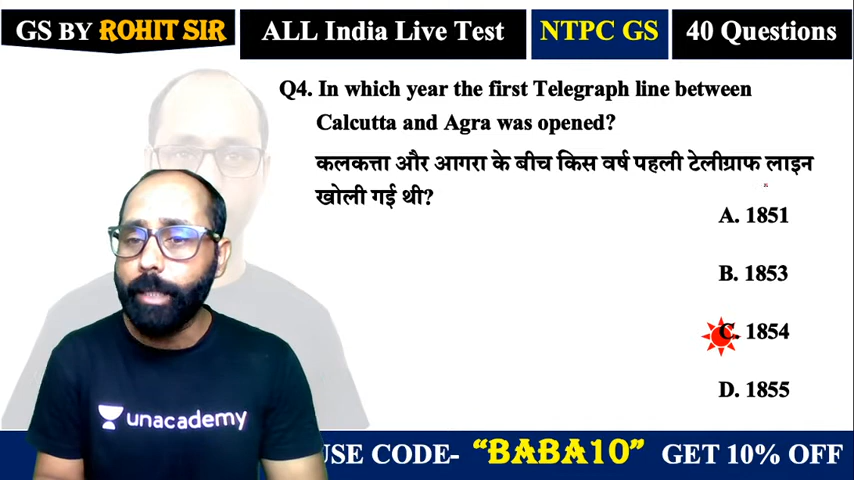 GS BY ROHIT SIR
ALL India Live Test
NTPC GS
40 Questions
Q4. In which year the first Telegraph line between
Calcutta and Agra was opened?
कलकत्ता और आगरा के बीच किस वर्ष पहली टेलीग्राफ लाइन
खोली गई थी?
A. 1851
B. 1853
C. 1854
D. 1855
unacademy
USE CODE- “BABA10” GET 10% OFF